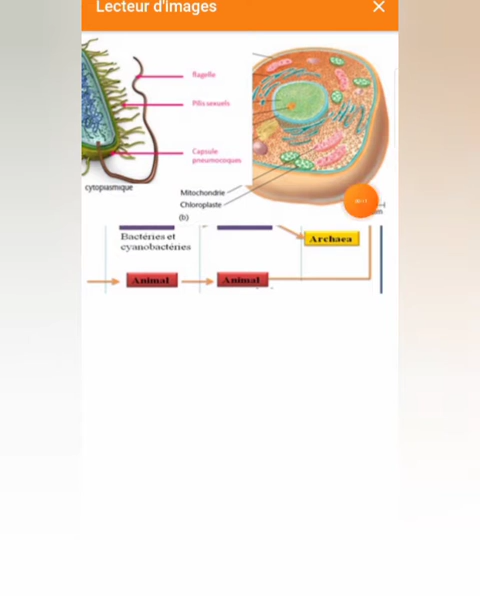 Lecteur d'Images
flagelle
Pilis sexuels
Capsule
pneumocoques
cytoplasmique
Mitochondrie
Chloroplaste
(b)
Bactéries et
cyanobactéries
Archaea
Animal
Animal